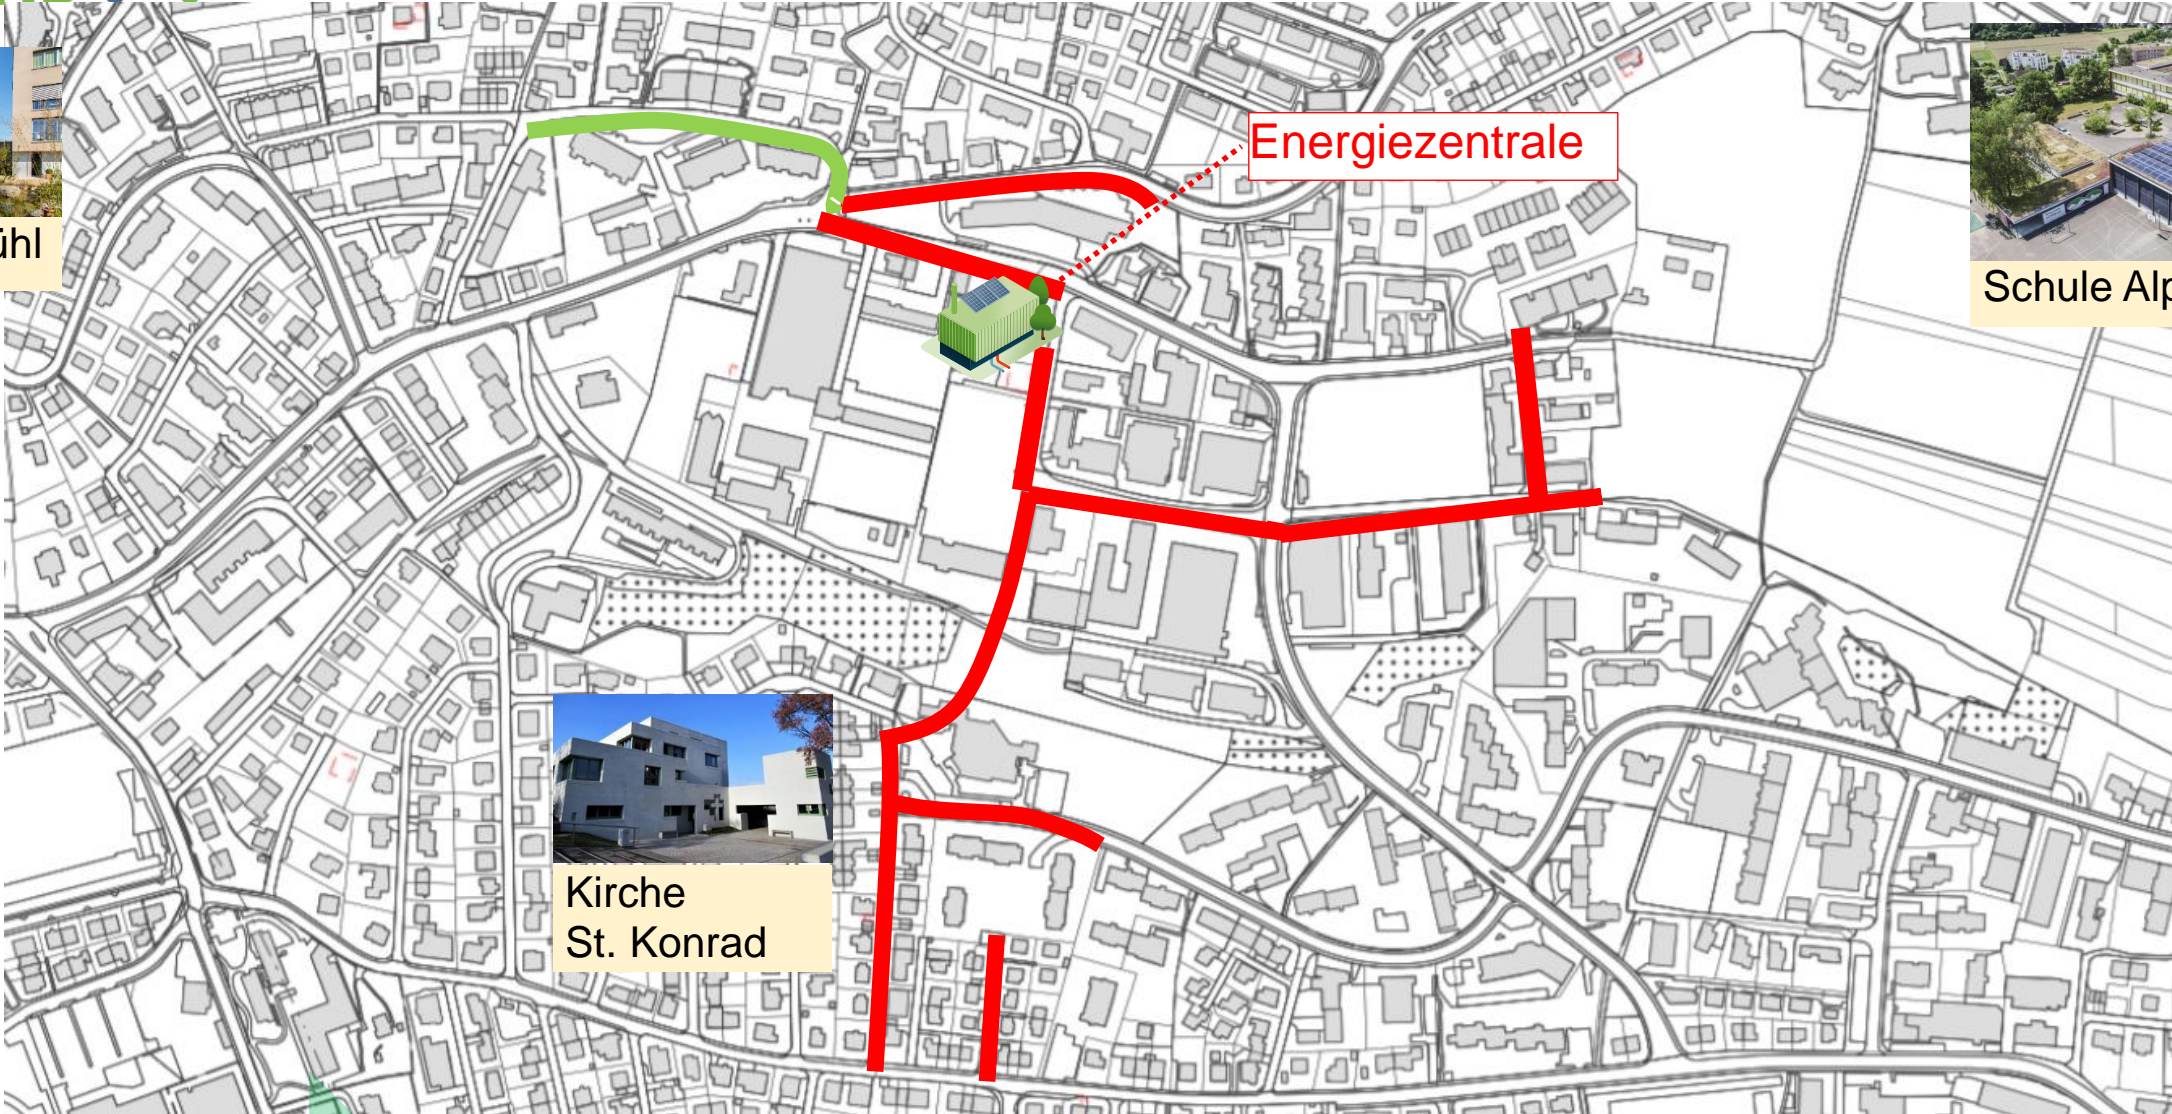 Energiezentrale
ühl
Schule Alp
Kirche
St. Konrad